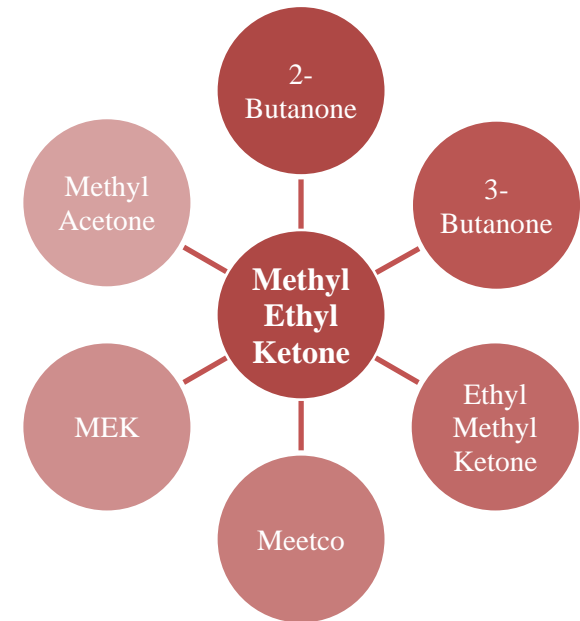 2-
Butanone
Methyl
Acetone
3-
Butanone
Methyl
Ethyl
Ketone
MEK
Ethyl
Methyl
Ketone
Meetco